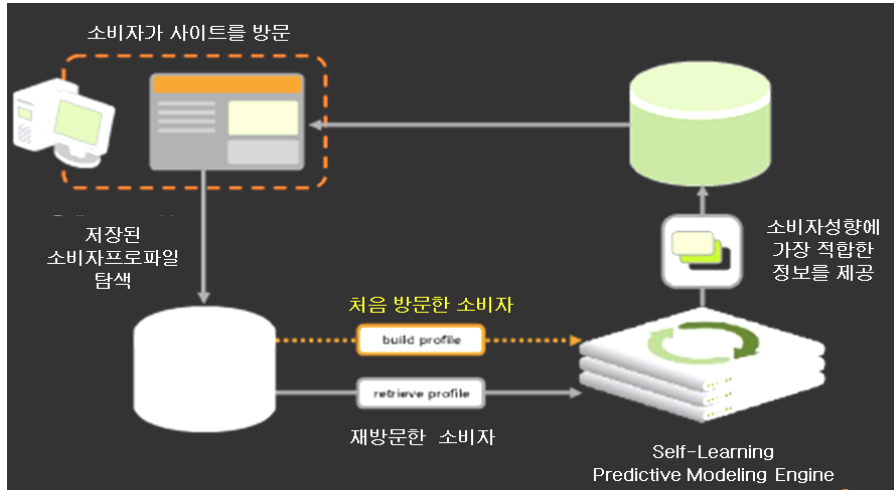 소비자가 사이트를 방문
저장된
소비자프로파일
탐색
처음 방문한 소비자
build profile
retrieve profile
재방문한 소비자
소비자성향에
가장 적합한
정보를 제공
Self-Learning
Predictive Modeling Engine